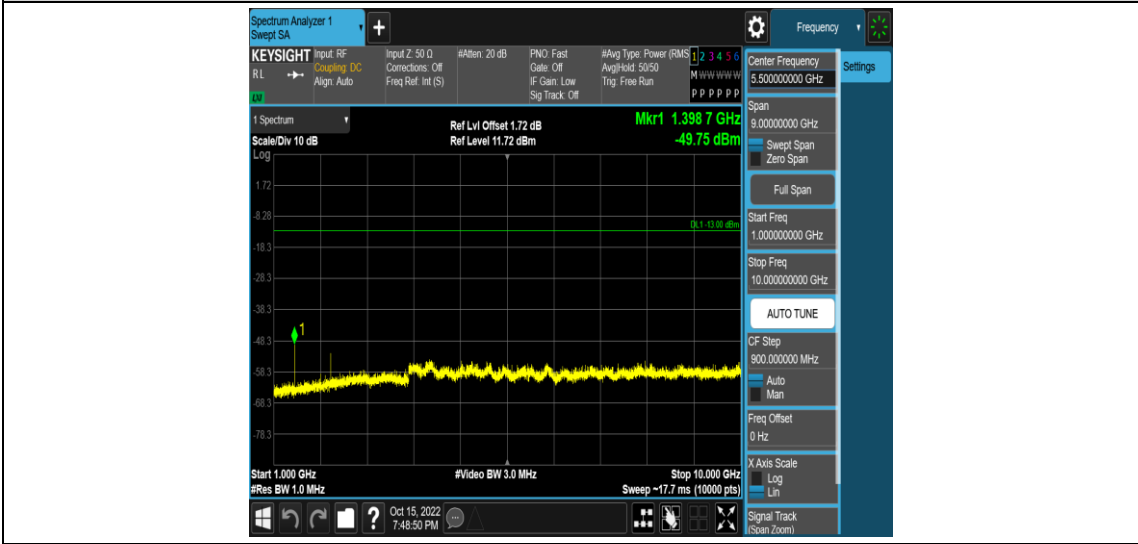 Spectrum Analyzer 1
Swept SA
+
Frequency
KEYSIGHT
RL
Input: RF
Coupling: DC
Align: Auto
Input Z: 50 Ω
Corrections: Off
Freq Ref: Int (S)
#Atten: 20 dB
PNO: Fast
Gate: Off
IF Gain: Low
Sig Track: Off
#Avg Type: Power (RMS
Avg|Hold: 50/50
Trig: Free Run
1 2 3 4 5 6
M W W W W W
P P P P P P
1 Spectrum
Scale/Div 10 dB
Log
Ref Lvl Offset 1.72 dB
Ref Level 11.72 dBm
Mkr1 1.398 7 GHz
-49.75 dBm
1.72
-8.28
DL1 -13.00 dBm
-18.3
-28.3
-38.3
1
-48.3
-58.3
-68.3
-78.3
Start 1.000 GHz
#Res BW 1.0 MHz
#Video BW 3.0 MHz
Stop 10.000 GHz
Sweep ~17.7 ms (10000 pts)
?
Oct 15, 2022
7:48:50 PM
Center Frequency
5.500000000 GHz
Settings
Span
9.00000000 GHz
Swept Span
Zero Span
Full Span
Start Freq
1.000000000 GHz
Stop Freq
10.000000000 GHz
AUTO TUNE
CF Step
900.000000 MHz
Auto
Man
Freq Offset
0 Hz
X Axis Scale
Log
Lin
Signal Track
(Span Zoom)